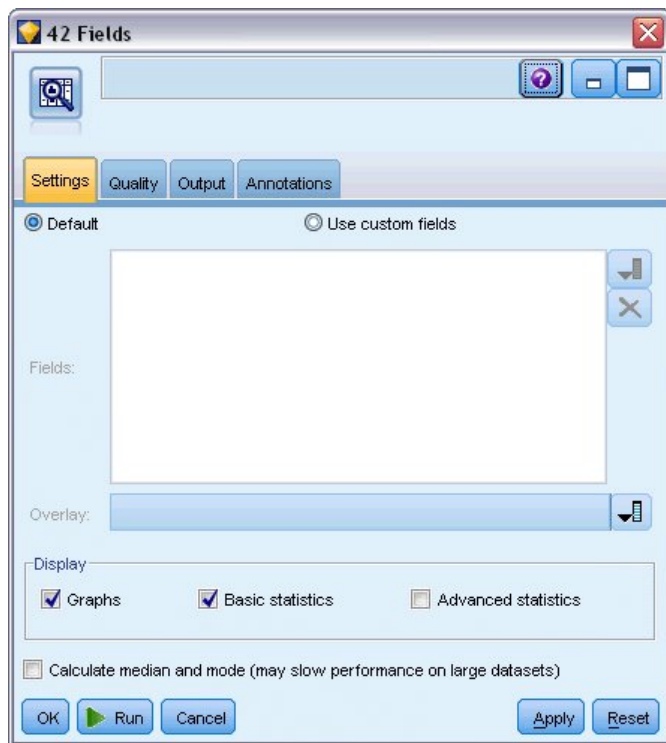 42 Fields
Settings Quality Output Annotations
Default Use custom fields
Fields:
Overlay:
Display
Graphs Basic statistics Advanced statistics
Calculate median and mode (may slow performance on large datasets)
OK Run Cancel Apply Reset